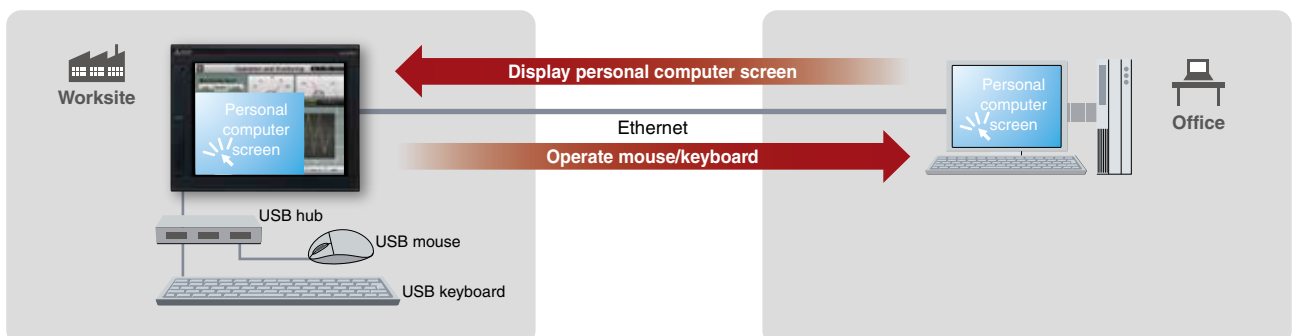 Worksite
Personal
computer
screen
Display personal computer screen
Ethernet
Operate mouse/keyboard
Personal
computer
screen
Office
USB hub
USB mouse
USB keyboard